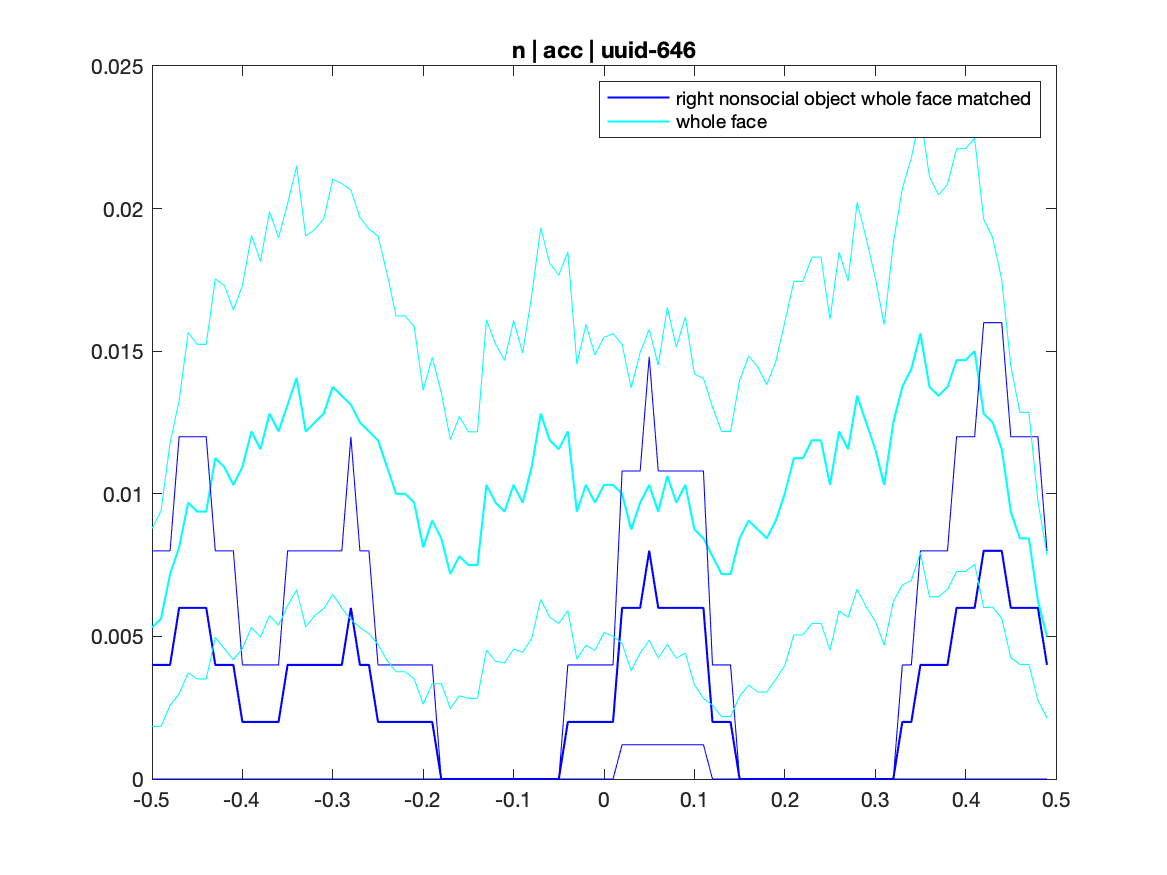 n | acc | uuid-646
0.025
right nonsocial object whole face matched
whole face
0.02
0.015
0.01
0.005
0
-0.5 -0.4 -0.3 -0.2 -0.1 0 0.1 0.2 0.3 0.4 0.5